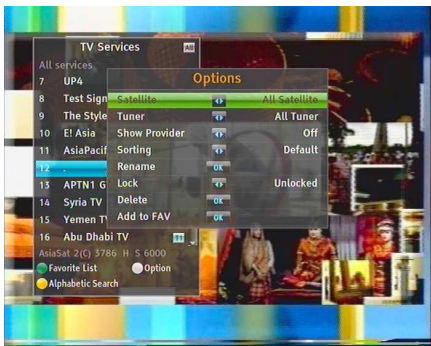 TV Services
All services
7 UP4
8 Test Sign
9 The Style
10 E! Asia
11 AsiaPacif
12 .
13 APTN1 G
14 Syria TV
15 Yemen T
16 Abu Dhabi TV
AsiaSat 2(C) 3786 H S 6000
Favorite List Option
Alphabetic Search
Options
Satellite All Satellite
Tuner All Tuner
Show Provider Off
Sorting Default
Rename OK
Lock Unlocked
Delete OK
Add to FAV OK